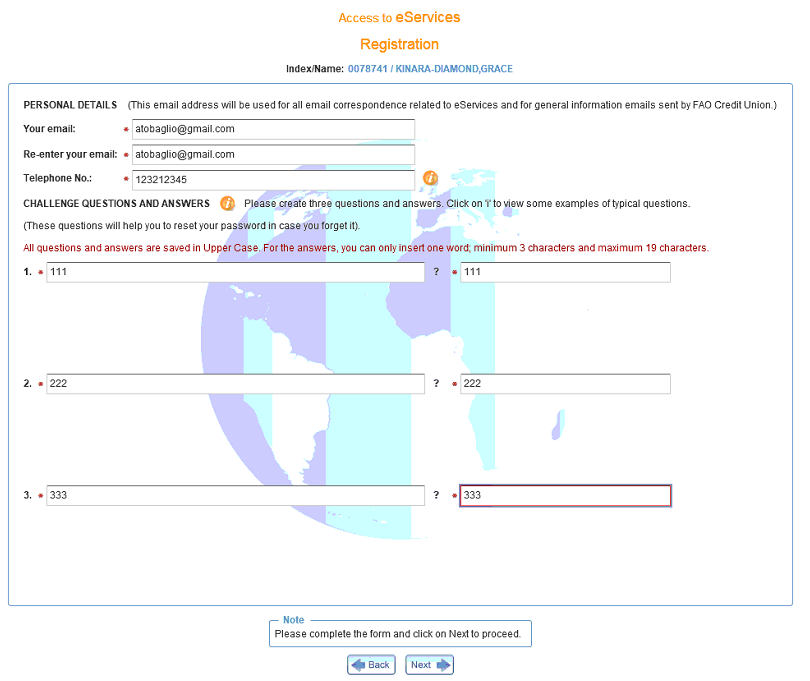 Access to eServices
Registration
Index/Name: 0078741 / KINARA-DIAMOND,GRACE
PERSONAL DETAILS (This email address will be used for all email correspondence related to eServices and for general information emails sent by FAO Credit Union.)
Your email: * atobaglio@gmail.com
Re-enter your email: * atobaglio@gmail.com
Telephone No.: * 123212345 i
CHALLENGE QUESTIONS AND ANSWERS i Please create three questions and answers. Click on 'i' to view some examples of typical questions.
(These questions will help you to reset your password in case you forget it).
All questions and answers are saved in Upper Case. For the answers, you can only insert one word; minimum 3 characters and maximum 19 characters.
1. * 111 ? * 111
2. * 222 ? * 222
3. * 333 ? * 333
Note
Please complete the form and click on Next to proceed.
Back Next